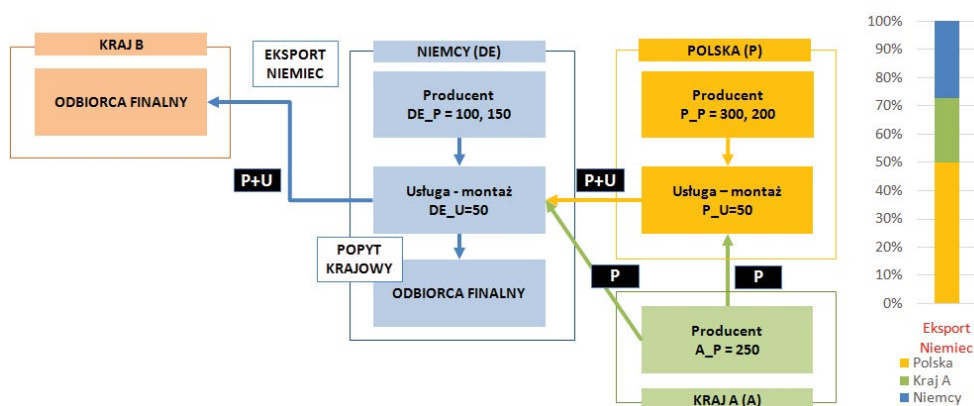 KRAJ B
ODBIORCA FINALNY
EKSPORT
NIEMIEC
P+U
NIEMCY (DE)
Producent
DE_P = 100, 150
Usługa - montaż
DE_U=50
POPYT
KRAJOWY
ODBIORCA FINALNY
P+U
P
P
POLSKA (P)
Producent
P_P = 300, 200
Usługa – montaż
P_U=50
Producent
A_P = 250
KRAJ A (A)
100%
90%
80%
70%
60%
50%
40%
30%
20%
10%
0%
Eksport
Niemiec
Polska
Kraj A
Niemcy